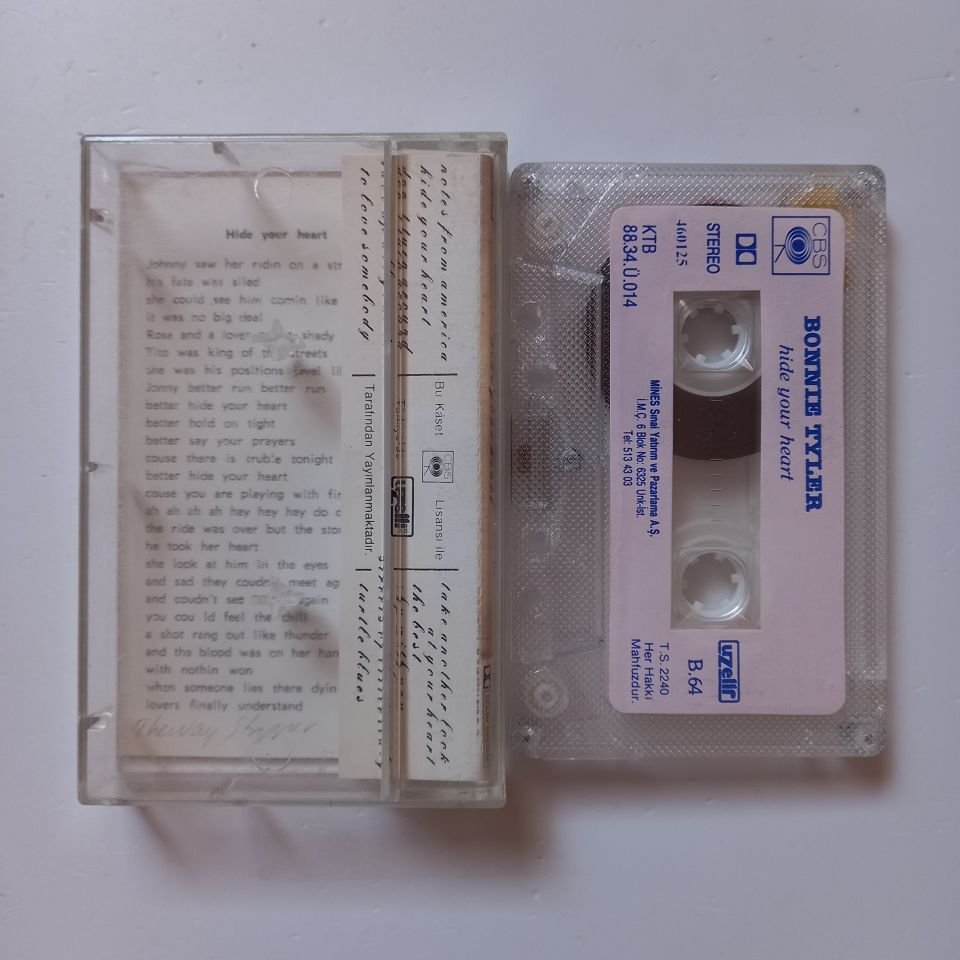 Hide your heart
Johnny saw her ridin on a
his fate was siled
she could see him comin like
it was no big deal
Rosa and a lover shady
Tito was king of the streets
she was his positions
Jonny better run better run
better hide your heart
better hold on tight
better say your prayers
couse there is truble tonight
better hide your heart
couse you are playing with
ah ah ah ah hey hey hey do
the ride was over but the
he took her heart
she look at him in the eyes
and sad they coudn't meet
and coudn't see again
you cou ld feel the chill
a shot rang out like thunder
and the blood was on her
with nothin won
when someone lies there
lovers finally understand
notes from america
hide your heart
to love somebody
Bu Kaset CBS Lisansı ile
uzelli
Tarafından Yayınlanmaktadır.
take another look
at your heart
the best
turtle blues
CBS
BONNIE TYLER
hide your heart
STEREO
460125
KTB
88.34.Ü.014
MİNES Sınai Yatırım ve Pazarlama A.Ş.
İ.M.Ç. 6 Blok No: 6325 Unk-İst.
Tel: 513 43 03
uzelli
B.64
T.S. 2240
Her Hakkı
Mahfuzdur.